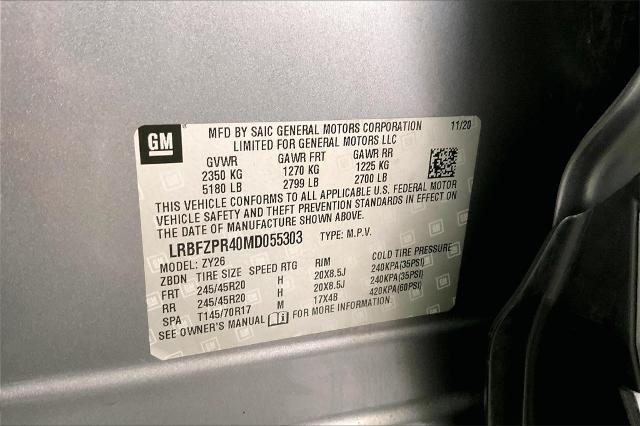 GM
MFD BY SAIC GENERAL MOTORS CORPORATION 11/20
LIMITED FOR GENERAL MOTORS LLC
GVWR GAWR FRT GAWR RR
2350 KG 1270 KG 1225 KG
5180 LB 2799 LB 2700 LB
THIS VEHICLE CONFORMS TO ALL APPLICABLE U.S. FEDERAL MOTOR
VEHICLE SAFETY AND THEFT PREVENTION STANDARDS IN EFFECT ON
THE DATE OF MANUFACTURE SHOWN ABOVE.
LRBFZPR40MD055303 TYPE: M.P.V.
MODEL: ZY26
ZBDN TIRE SIZE SPEED RTG RIM COLD TIRE PRESSURE
FRT 245/45R20 H 20X8.5J 240KPA(35PSI)
RR 245/45R20 H 20X8.5J 240KPA(35PSI)
SPA T145/70R17 M 17X4B 420KPA(60PSI)
SEE OWNER'S MANUAL FOR MORE INFORMATION.